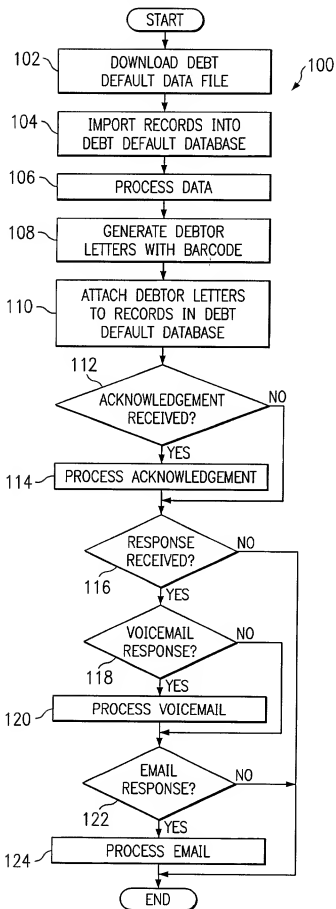 START
102
DOWNLOAD DEBT
DEFAULT DATA FILE
100
104
IMPORT RECORDS INTO
DEBT DEFAULT DATABASE
106
PROCESS DATA
108
GENERATE DEBTOR
LETTERS WITH BARCODE
110
ATTACH DEBTOR LETTERS
TO RECORDS IN DEBT
DEFAULT DATABASE
112
ACKNOWLEDGEMENT
RECEIVED?
NO
YES
114
PROCESS ACKNOWLEDGEMENT
RESPONSE
RECEIVED?
NO
116
YES
VOICEMAIL
RESPONSE?
NO
118
YES
120
PROCESS VOICEMAIL
EMAIL
RESPONSE?
NO
122
YES
124
PROCESS EMAIL
END